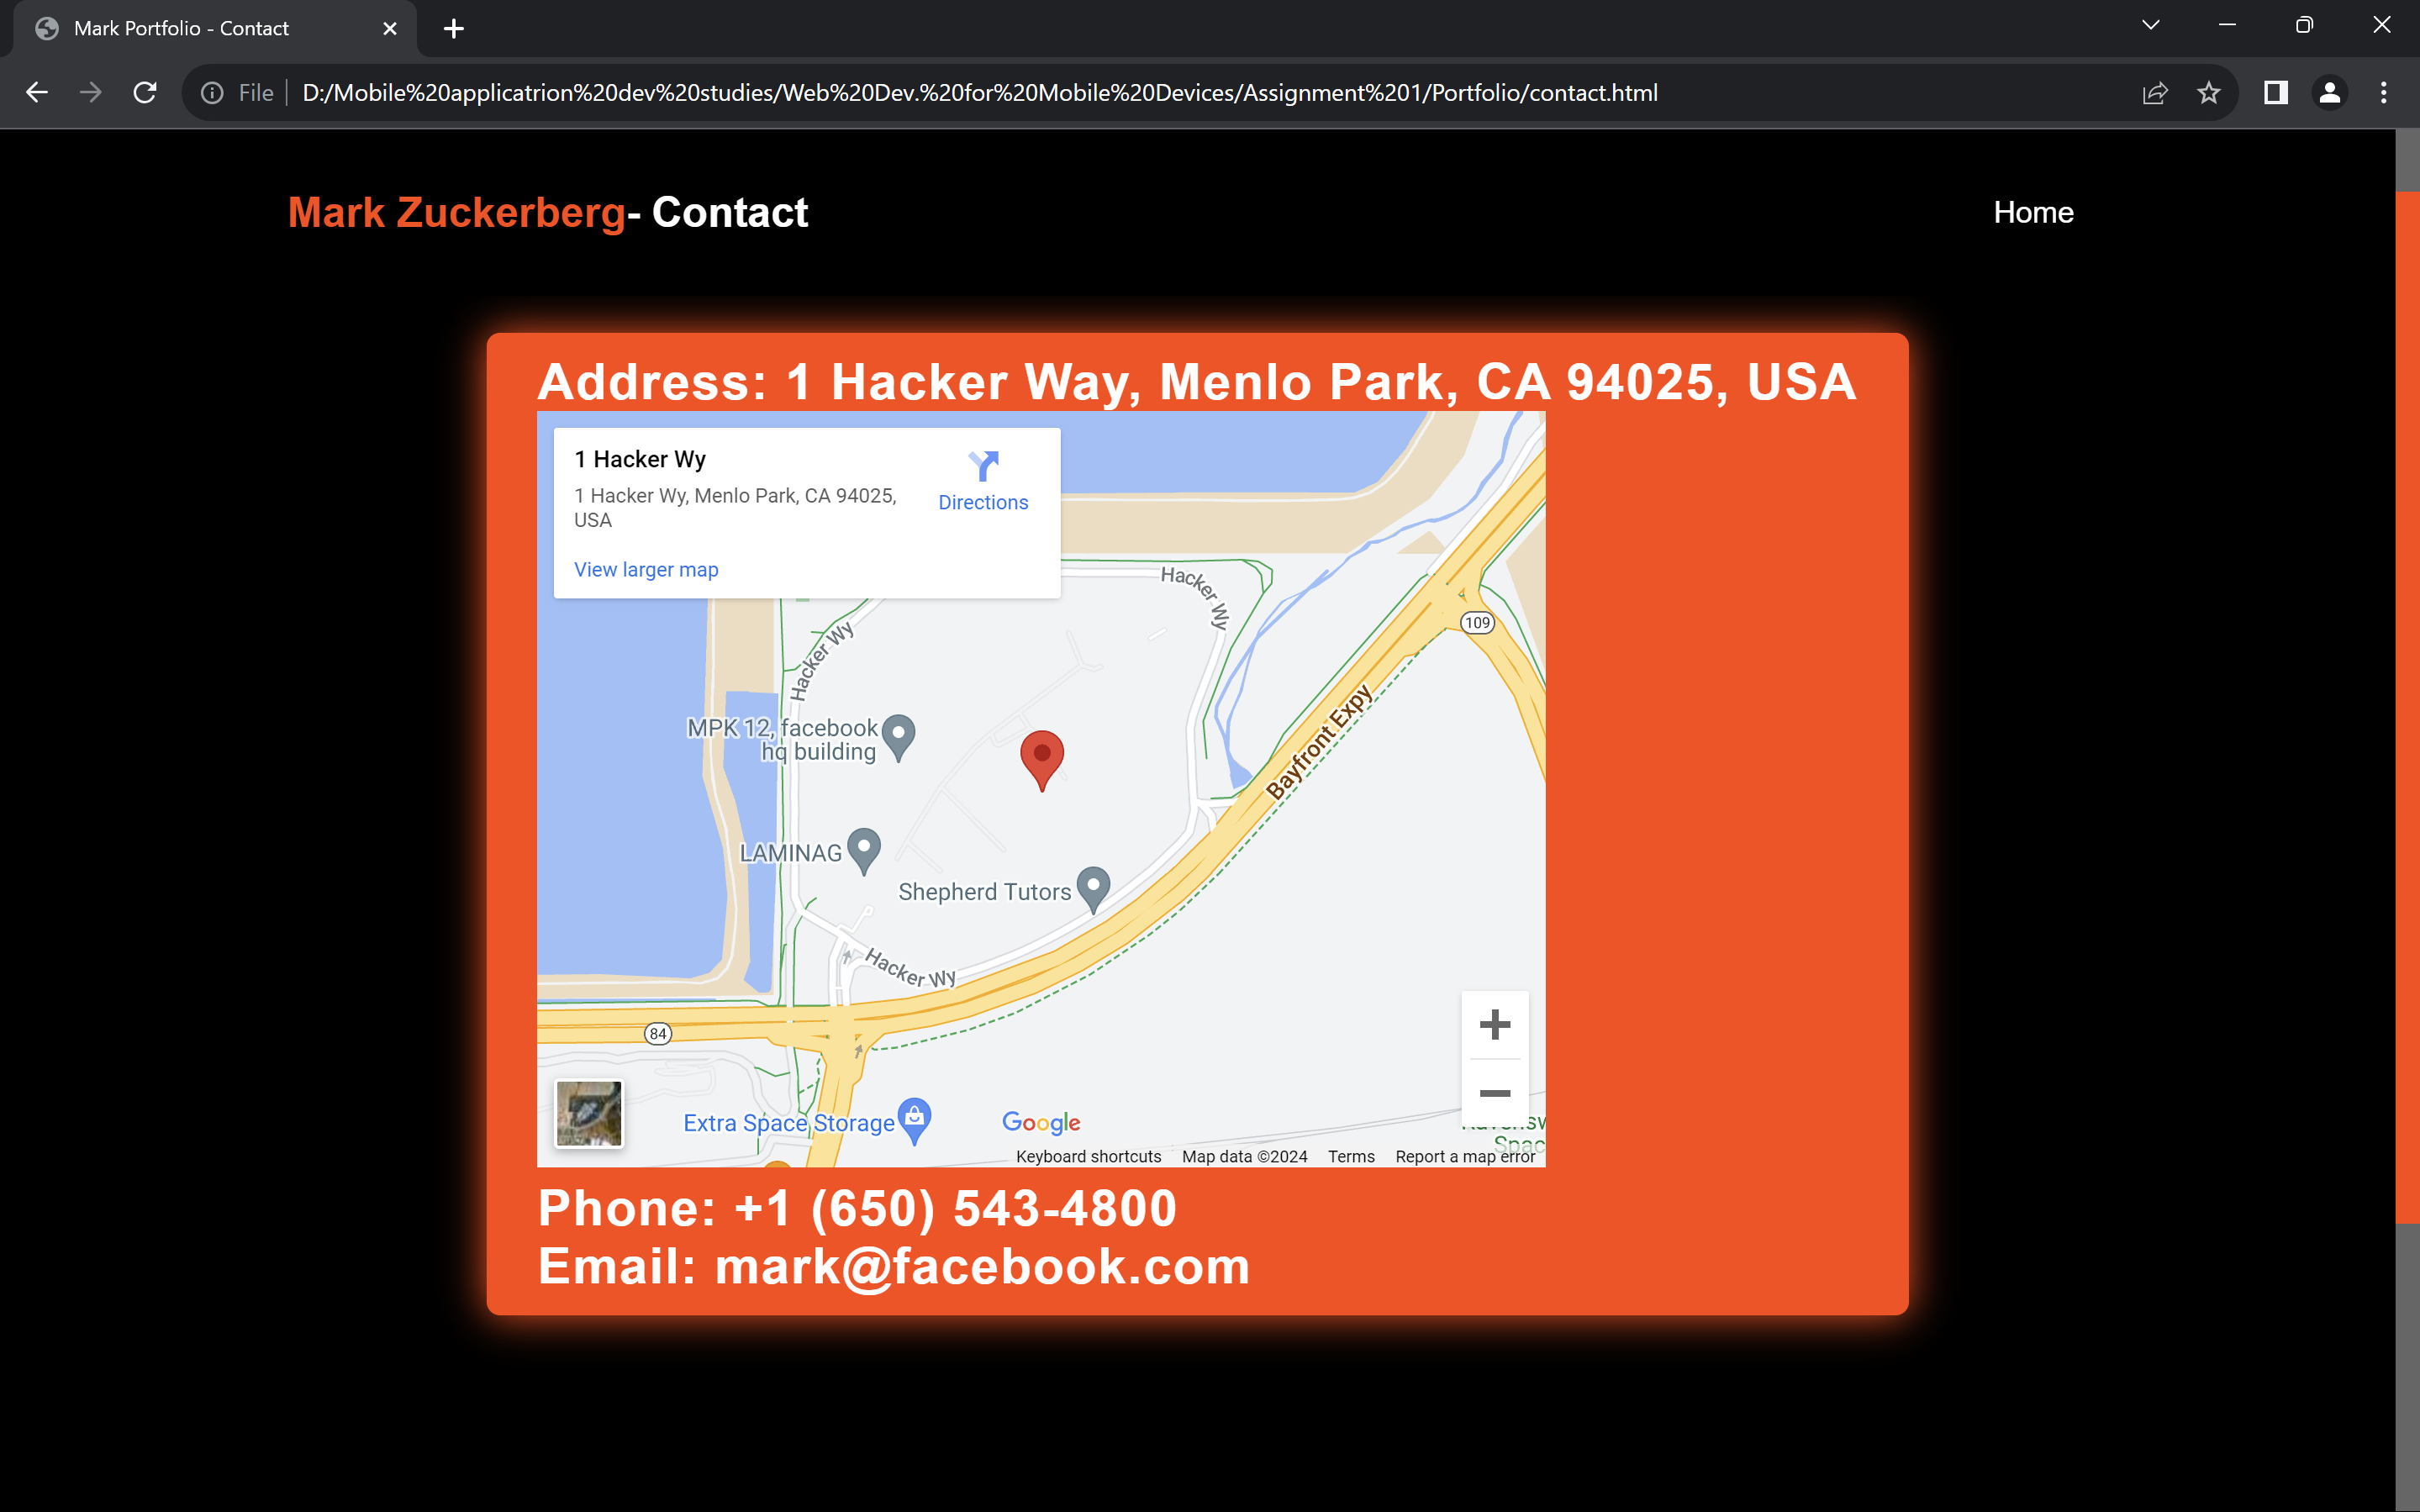 Mark Portfolio - Contact
File
D:/Mobile%20applicatrion%20dev%20studies/Web%20Dev.%20for%20Mobile%20Devices/Assignment%201/Portfolio/contact.html
Mark Zuckerberg- Contact
Home
Address: 1 Hacker Way, Menlo Park, CA 94025, USA
1 Hacker Wy
1 Hacker Wy, Menlo Park, CA 94025,
USA
Directions
View larger map
Hacker Wy
Hacker Wy
109
MPK 12, facebook
hq building
Bayfront Expy
LAMINAG
Shepherd Tutors
Hacker Wy
84
Extra Space Storage
Google
Keyboard shortcuts
Map data ©2024
Terms
Report a map error
Phone: +1 (650) 543-4800
Email: mark@facebook.com